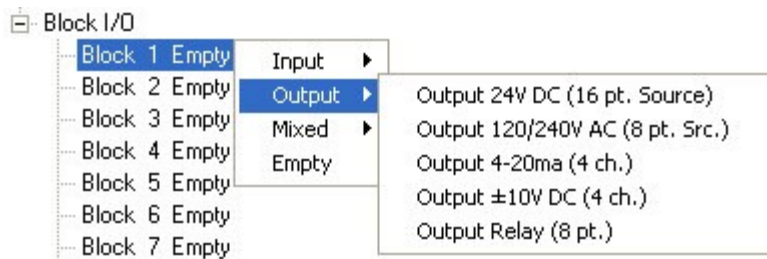 Block I/O
Block 1 Empty
Block 2 Empty
Block 3 Empty
Block 4 Empty
Block 5 Empty
Block 6 Empty
Block 7 Empty
Input
Output
Mixed
Empty
Output 24V DC (16 pt. Source)
Output 120/240V AC (8 pt. Src.)
Output 4-20ma (4 ch.)
Output ±10V DC (4 ch.)
Output Relay (8 pt.)